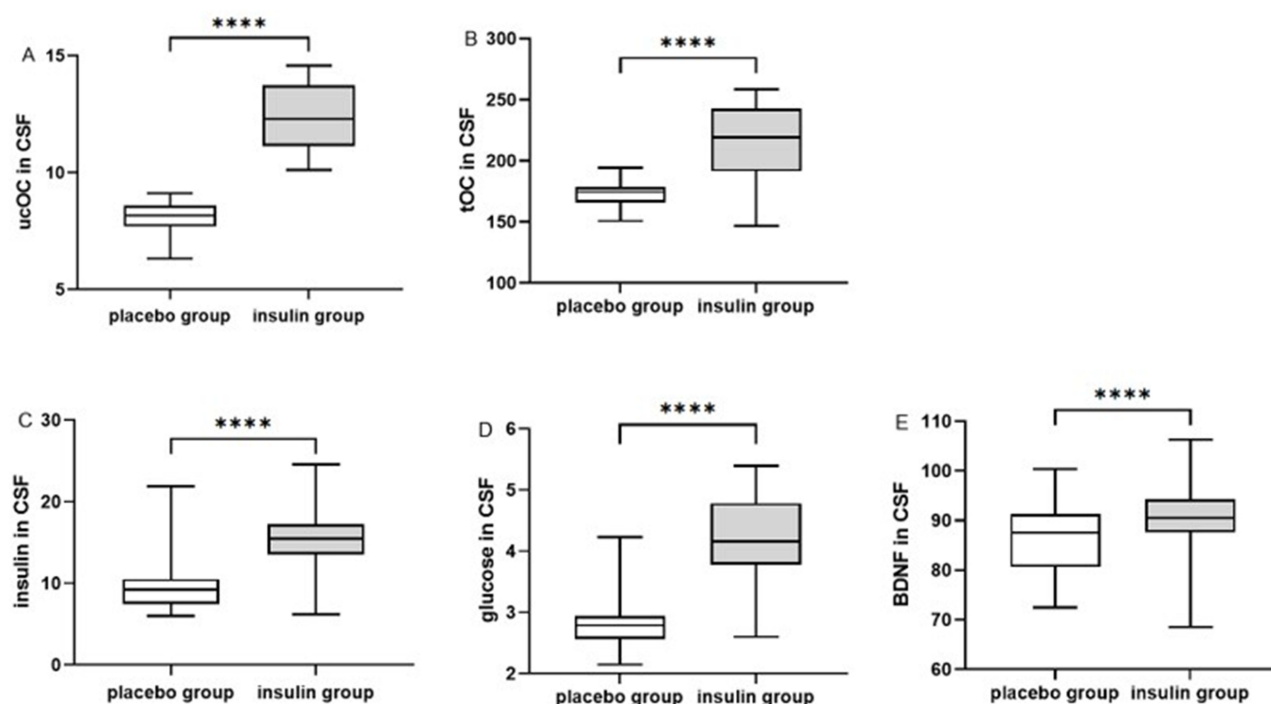 A
ucOC in CSF
15
10
5
****
placebo group insulin group
B
tOC in CSF
300
250
200
150
100
****
placebo group insulin group
C
insulin in CSF
30
20
10
0
****
placebo group insulin group
D
glucose in CSF
6
5
4
3
2
****
placebo group insulin group
E
BDNF in CSF
110
100
90
80
70
60
****
placebo group insulin group